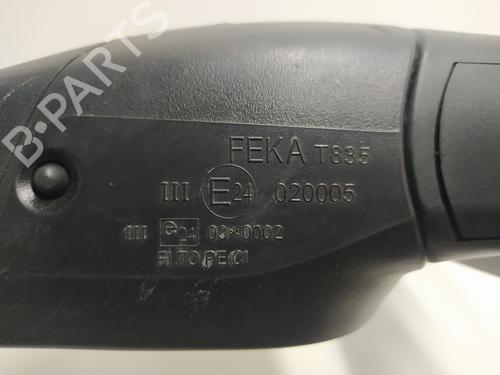 B-PARTS
FEKA T835
III E24 020005
III e24 03*0002